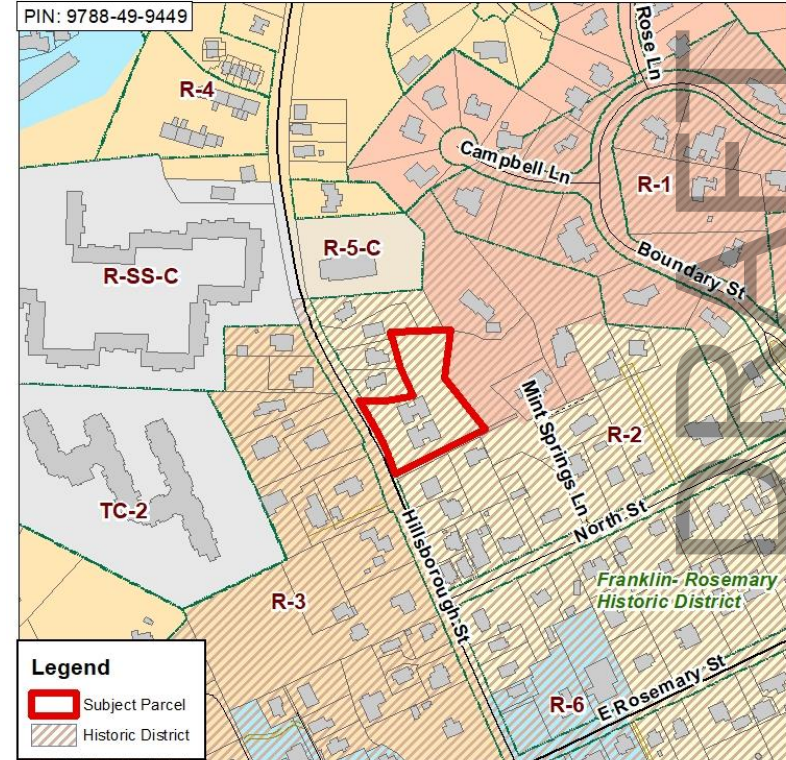 PIN: 9788-49-9449
Rose Ln
R-4
Campbell Ln
R-1
R-5-C
R-SS-C
Boundary St
DRAFT
Mint Springs Ln
R-2
TC-2
North St
Hillsborough St
Franklin- Rosemary
Historic District
R-3
E Rosemary St
R-6
Legend
Subject Parcel
Historic District